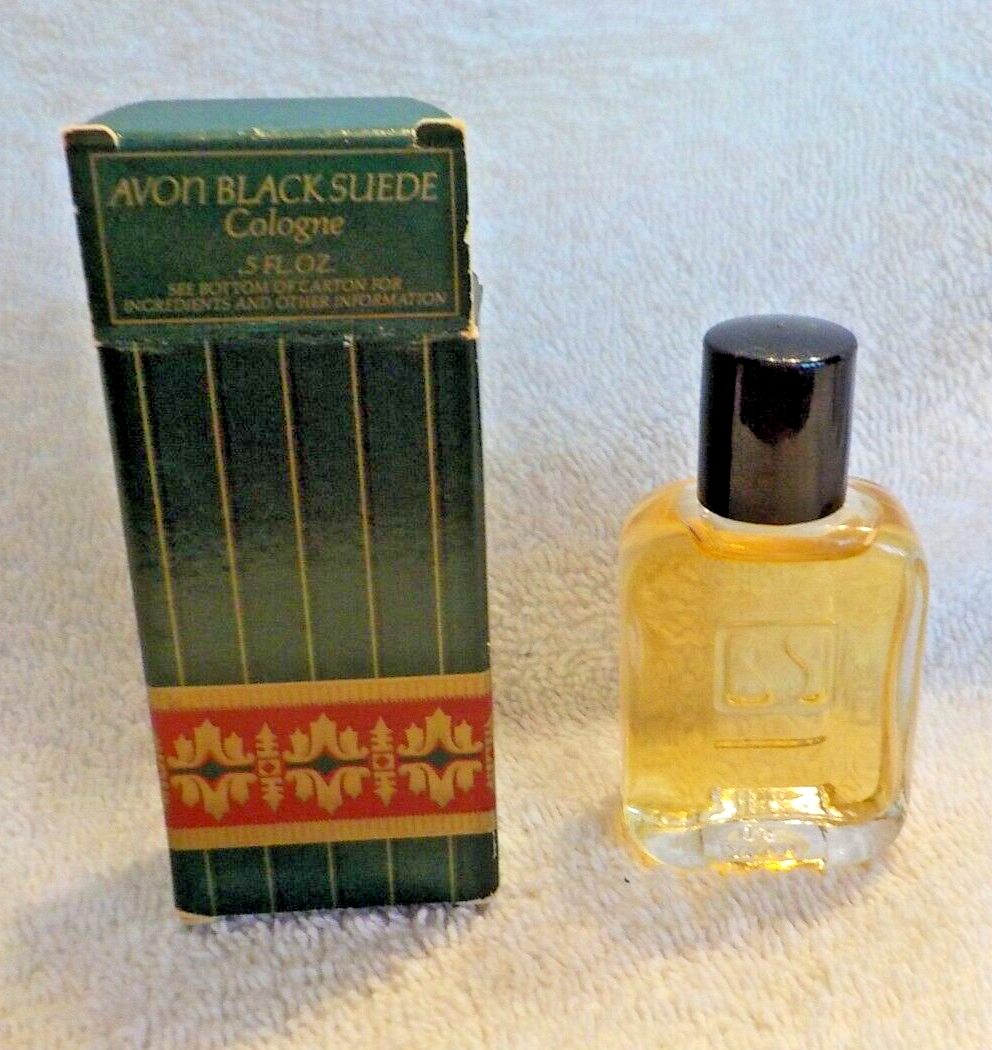 AVON BLACK SUEDE
Cologne
.5 FL. OZ.
SEE BOTTOM OF CARTON FOR
INGREDIENTS AND OTHER INFORMATION